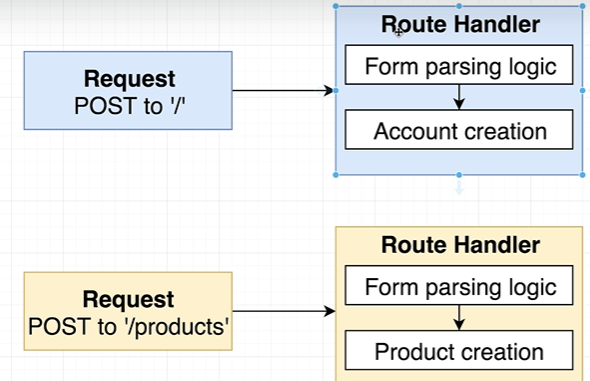 Route Handler
Request
POST to '/'
Form parsing logic
Account creation
Route Handler
Request
POST to '/products'
Form parsing logic
Product creation